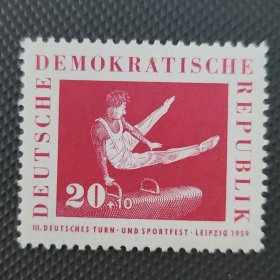 DEUTSCHE
DEMOKRATISCHE
REPUBLIK
20
+10
III. DEUTSCHES TURN- UND SPORTFEST · LEIPZIG 1959